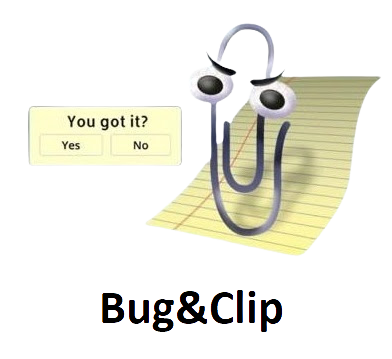 You got it?
Yes No
Bug&Clip